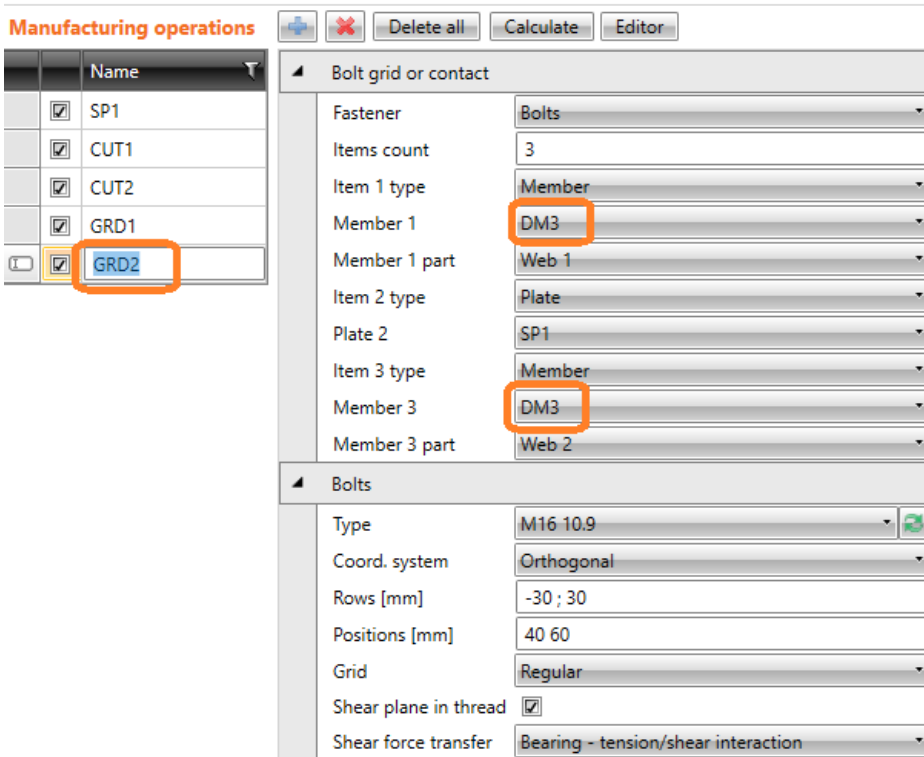 Manufacturing operations
Delete all Calculate Editor
Name
SP1
CUT1
CUT2
GRD1
GRD2
Bolt grid or contact
Fastener Bolts
Items count 3
Item 1 type Member
Member 1 DM3
Member 1 part Web 1
Item 2 type Plate
Plate 2 SP1
Item 3 type Member
Member 3 DM3
Member 3 part Web 2
Bolts
Type M16 10.9
Coord. system Orthogonal
Rows [mm] -30 ; 30
Positions [mm] 40 60
Grid Regular
Shear plane in thread
Shear force transfer Bearing - tension/shear interaction